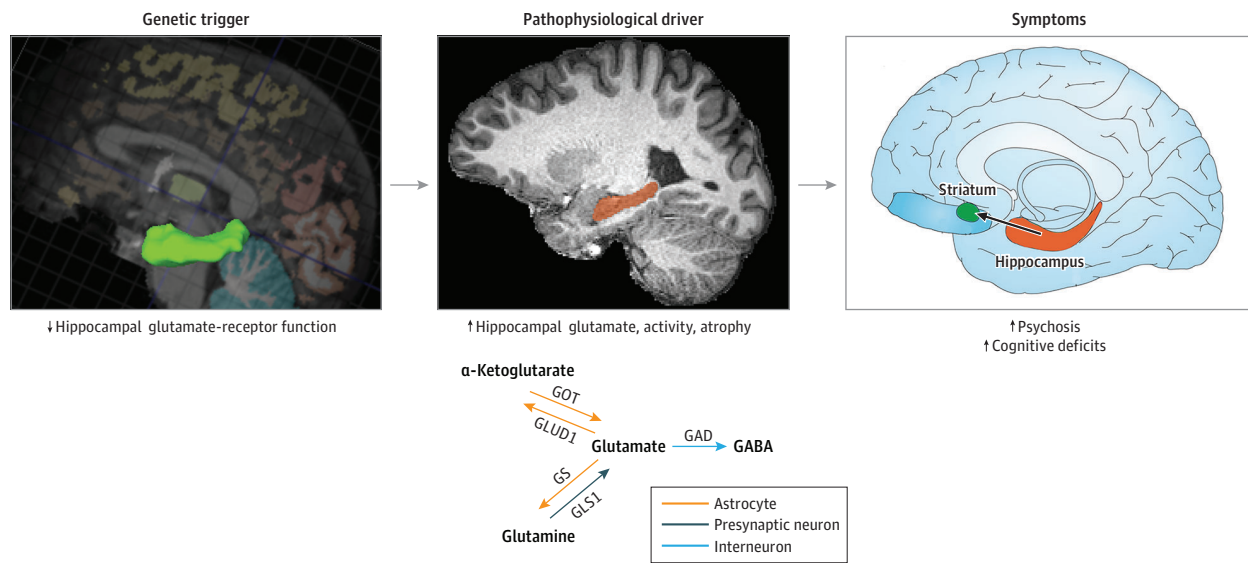 Genetic trigger
Pathophysiological driver
Symptoms
Striatum
Hippocampus
↓ Hippocampal glutamate-receptor function
↑ Hippocampal glutamate, activity, atrophy
↑ Psychosis
↑ Cognitive deficits
α-Ketoglutarate
GOT
GLUD1
Glutamate
GAD
GABA
GS
GLS1
Glutamine
Astrocyte
Presynaptic neuron
Interneuron